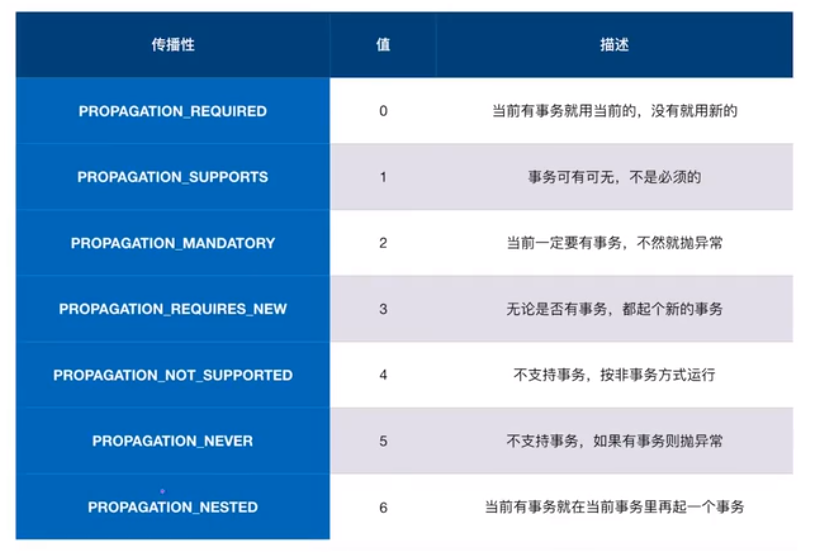 传播性 值 描述
PROPAGATION_REQUIRED 0 当前有事务就用当前的，没有就用新的
PROPAGATION_SUPPORTS 1 事务可有可无，不是必须的
PROPAGATION_MANDATORY 2 当前一定要有事务，不然就抛异常
PROPAGATION_REQUIRES_NEW 3 无论是否有事务，都起个新的事务
PROPAGATION_NOT_SUPPORTED 4 不支持事务，按非事务方式运行
PROPAGATION_NEVER 5 不支持事务，如果有事务则抛异常
PROPAGATION_NESTED 6 当前有事务就在当前事务里再起一个事务